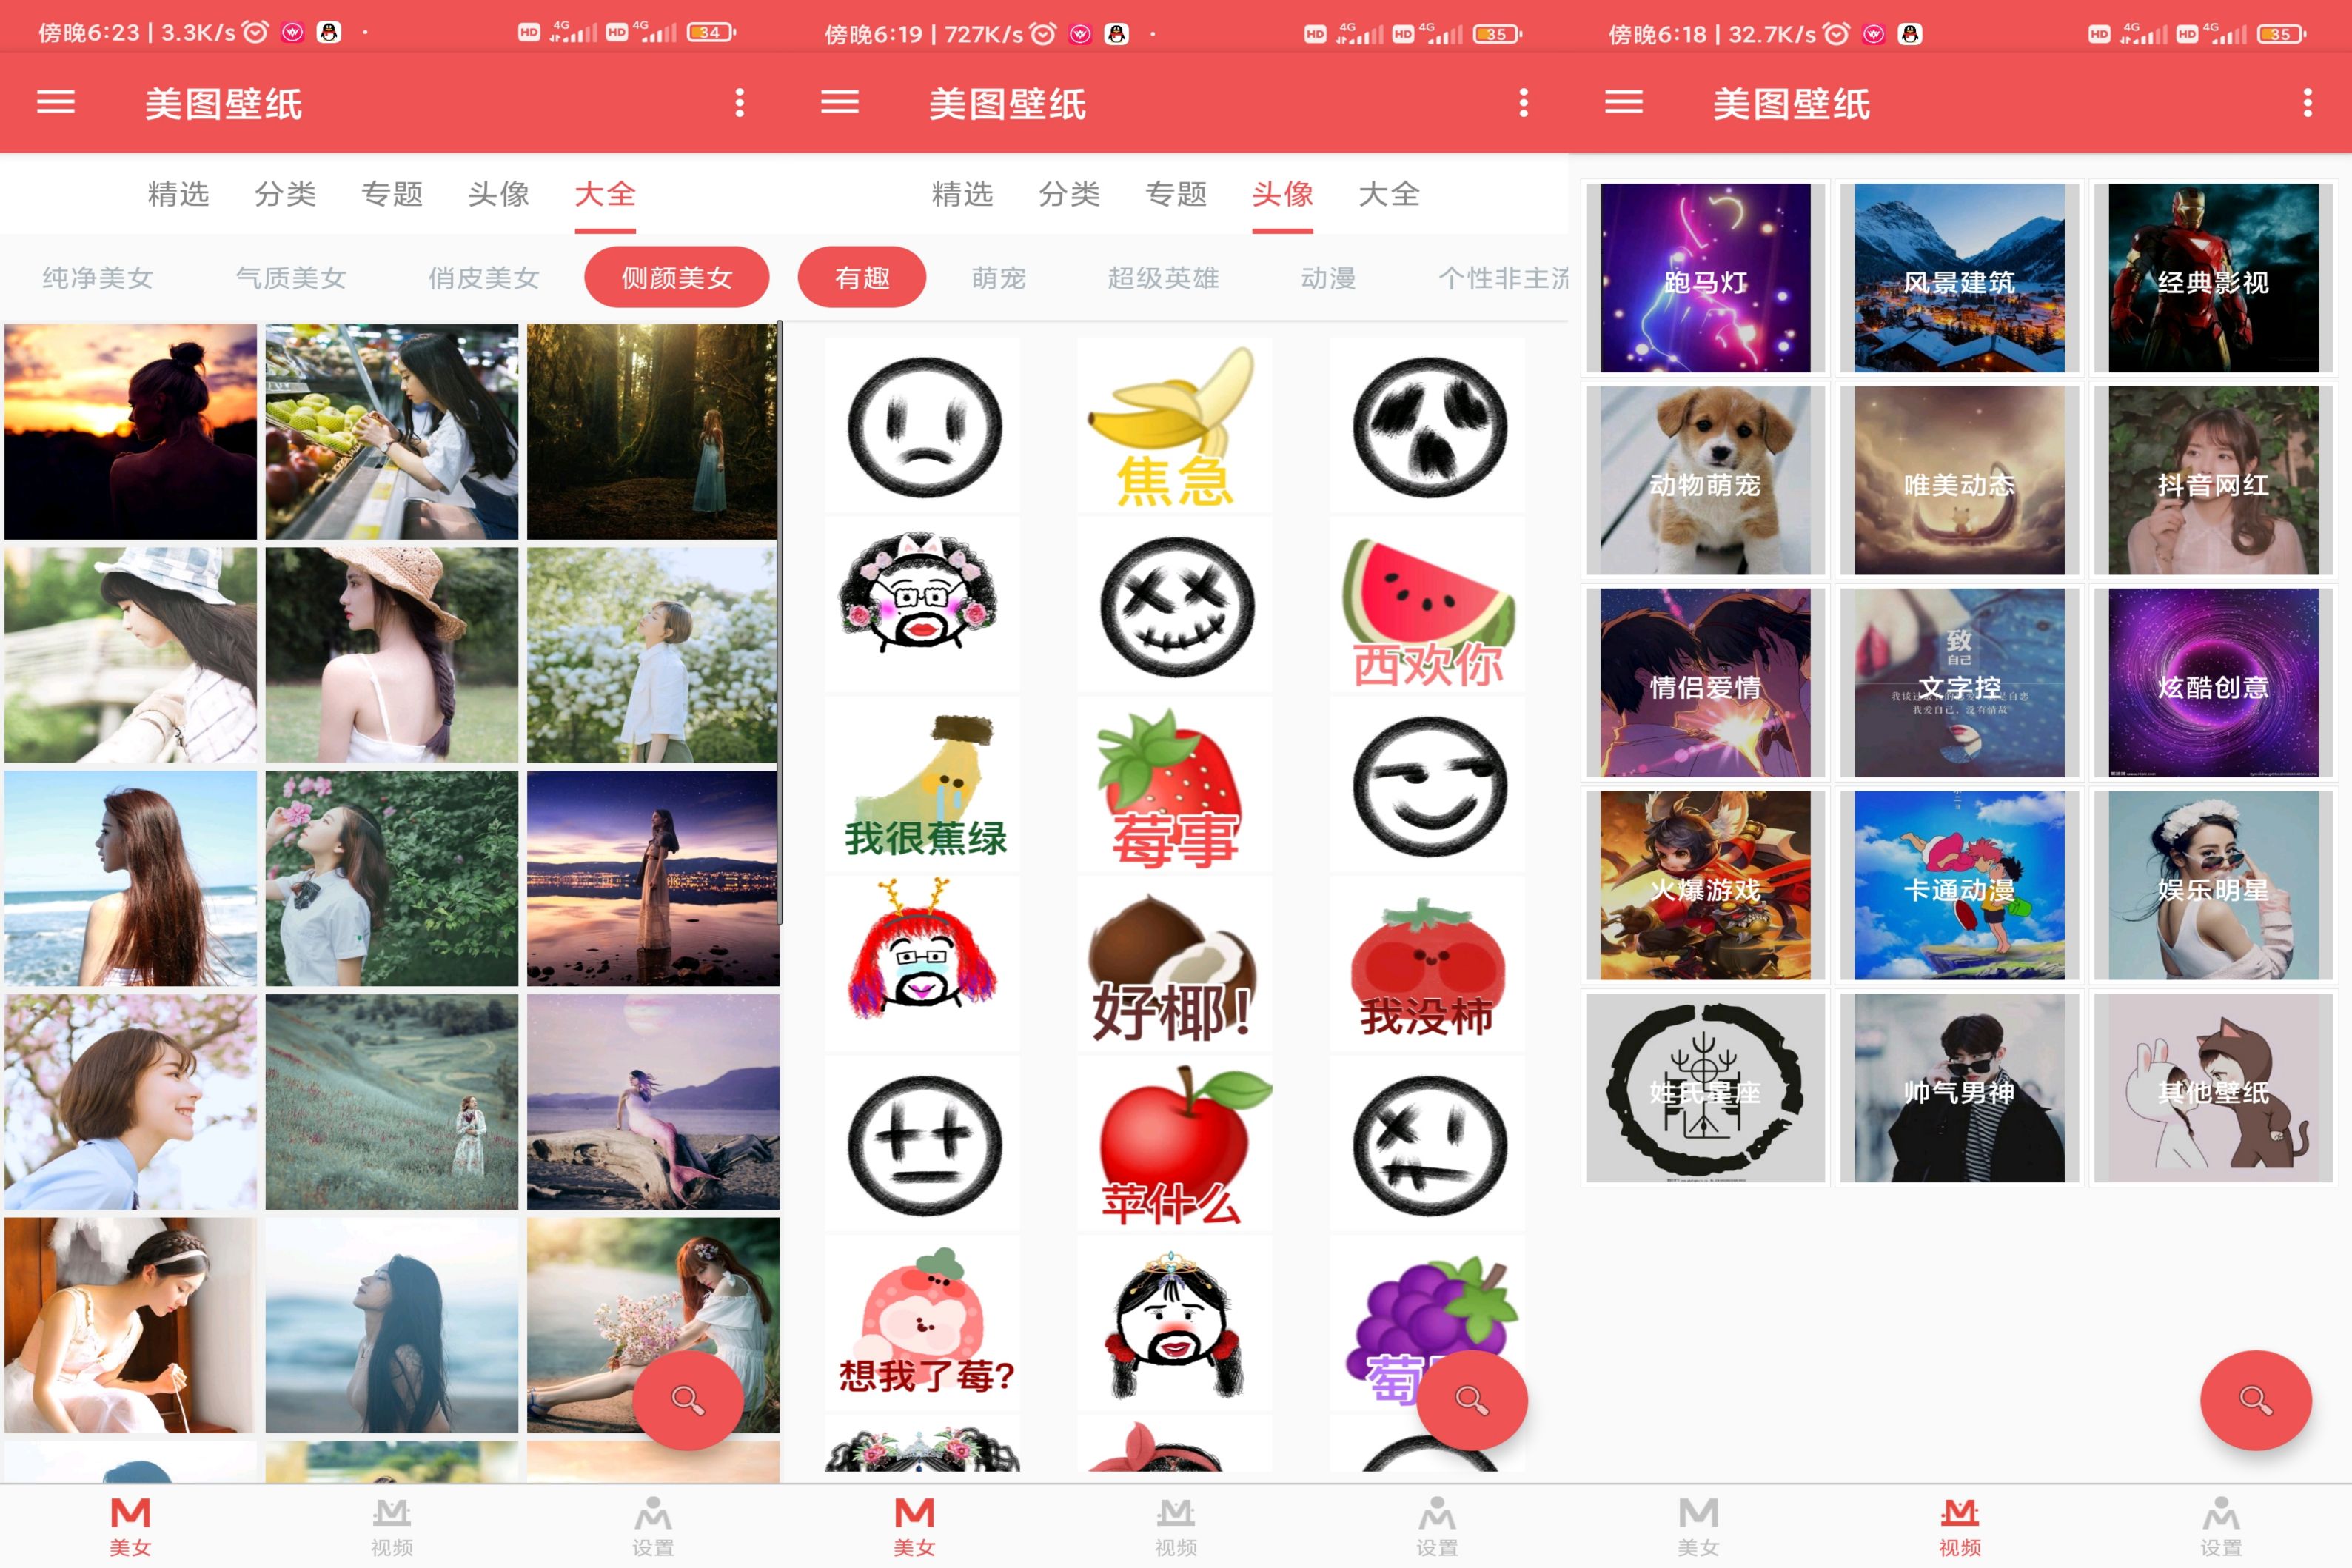 傍晚6:23 | 3.3K/s
HD 4G HD 4G 34
美图壁纸
精选 分类 专题 头像 大全
纯净美女 气质美女 俏皮美女 侧颜美女
美女 视频 设置
傍晚6:19 | 727K/s
HD 4G HD 4G 35
美图壁纸
精选 分类 专题 头像 大全
有趣 萌宠 超级英雄 动漫 个性非主流
焦急
西欢你
我很蕉绿
莓事
好椰!
我没柿
苹什么
想我了莓?
萄
美女 视频 设置
傍晚6:18 | 32.7K/s
HD 4G HD 4G 35
美图壁纸
跑马灯 风景建筑 经典影视
动物萌宠 唯美动态 抖音网红
致
自己
情侣爱情 文字控 炫酷创意
我爱自己，没有情敌
火爆游戏 卡通动漫 娱乐明星
姓氏星座 帅气男神 其他壁纸
美女 视频 设置